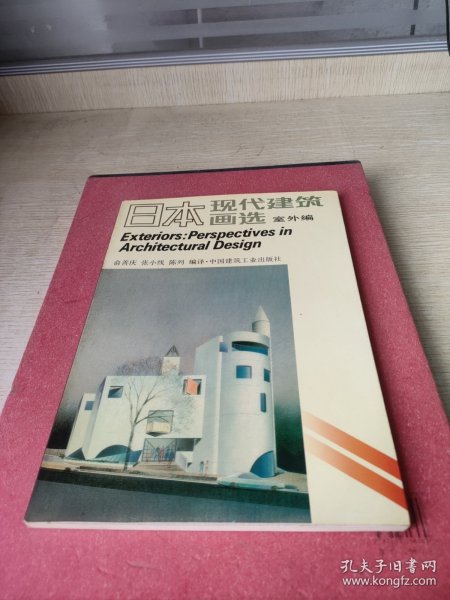 日本 现代建筑
画选 室外编
Exteriors:Perspectives in
Architectural Design
俞善庆 张小线 陈列 编译·中国建筑工业出版社
孔夫子旧书网
www.kongfz.com